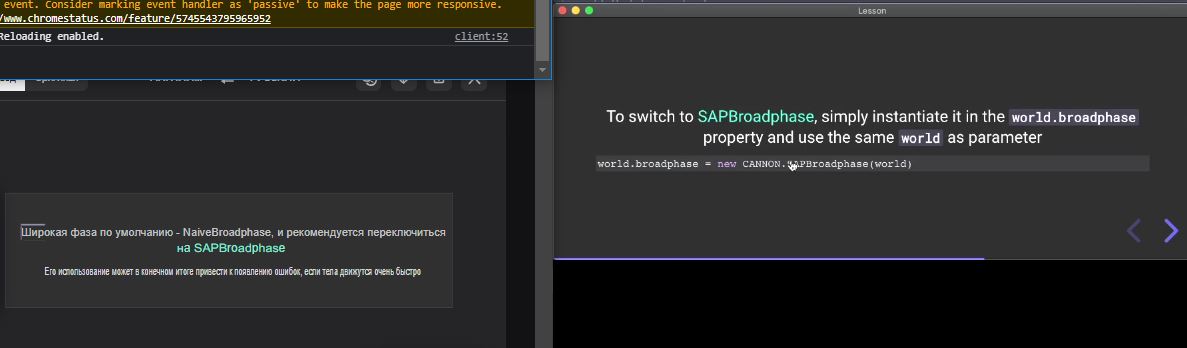 event. Consider marking event handler as 'passive' to make the page more responsive.
/www.chromestatus.com/feature/5745543795965952
Reloading enabled.
client:52
Широкая фаза по умолчанию - NaiveBroadphase, и рекомендуется переключиться
на SAPBroadphase
Его использование может в конечном итоге привести к появлению ошибок, если тела движутся очень быстро
Lesson
To switch to SAPBroadphase, simply instantiate it in the world.broadphase
property and use the same world as parameter
world.broadphase = new CANNON.SAPBroadphase(world)